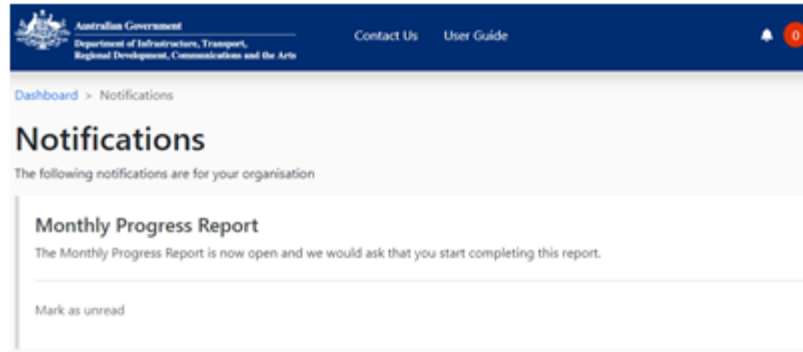 Australian Government
Department of Infrastructure, Transport,
Regional Development, Communications and the Arts
Contact Us User Guide
0
Dashboard > Notifications
Notifications
The following notifications are for your organisation
Monthly Progress Report
The Monthly Progress Report is now open and we would ask that you start completing this report.
Mark as unread